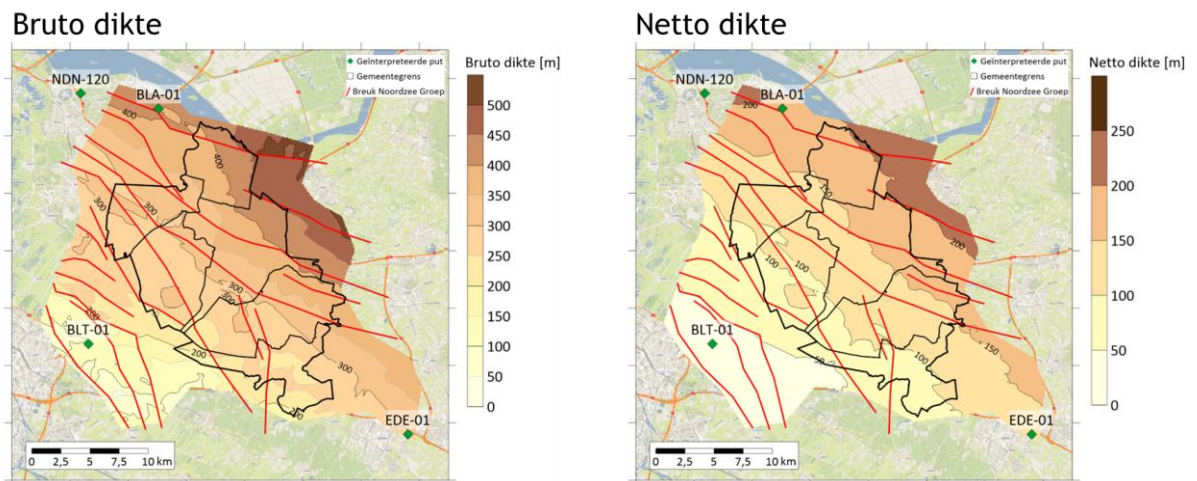 Bruto dikte
Netto dikte
NDN-120
BLA-01
Geïnterpreteerde put
Gemeentegrens
Breuk Noordzee Groep
Bruto dikte [m]
500
450
400
350
300
250
200
150
100
50
0
400
400
300
300
300
300
200
200
300
200
BLT-01
EDE-01
0 2,5 5 7,5 10 km
NDN-120
BLA-01
Geïnterpreteerde put
Gemeentegrens
Breuk Noordzee Groep
Netto dikte [m]
250
200
150
100
50
0
200
150
200
100
100
150
100
50
BLT-01
EDE-01
0 2,5 5 7,5 10 km